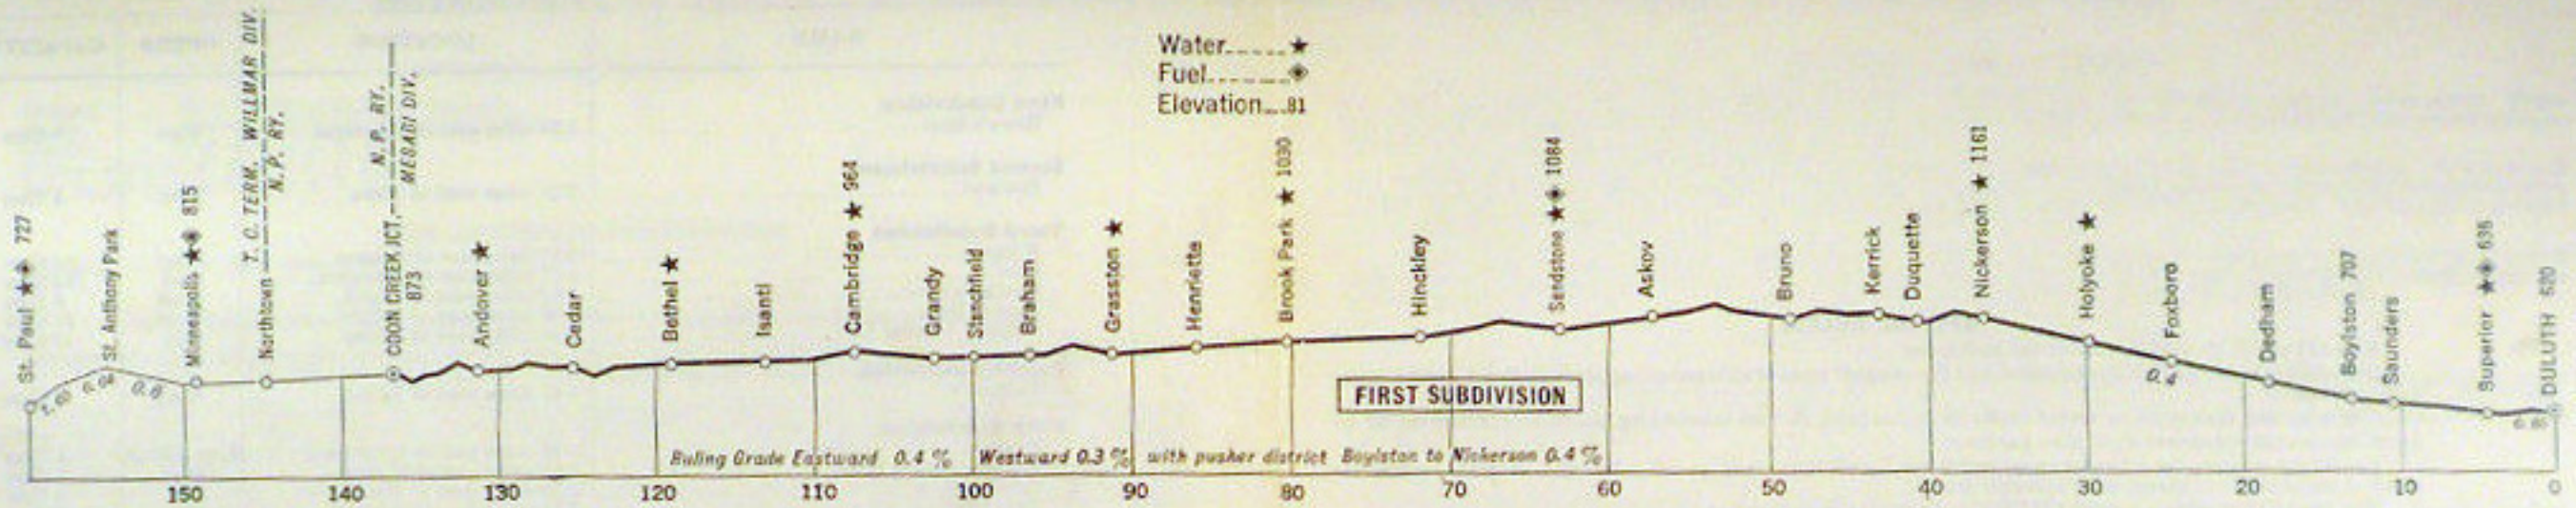 Water------★
Fuel-------◈
Elevation---81
St. Paul ★◈ 727
St. Anthony Park
Minneapolis ★◈ 815
Northtown
T. C. TERM. WILLMAR DIV.
N.P. RY.
COON CREEK JCT.
873
N.P. RY.
MESABI DIV.
Andover ★
Cedar
Bethel ★
Isanti
Cambridge ★ 964
Grandy
Stanchfield
Braham
Grasston ★
Henriette
Brook Park ★ 1030
Hinckley
Sandstone ★◈ 1084
Askov
Bruno
Kerrick
Duquette
Nickerson ★ 1161
Holyoke ★
Foxboro
Dedham
Boylston 707
Saunders
Superior ★◈ 636
DULUTH 620
0.6
0.4
FIRST SUBDIVISION
Ruling Grade Eastward 0.4 % Westward 0.3 % with pusher district Boylston to Nickerson 0.4 %
150 140 130 120 110 100 90 80 70 60 50 40 30 20 10 0